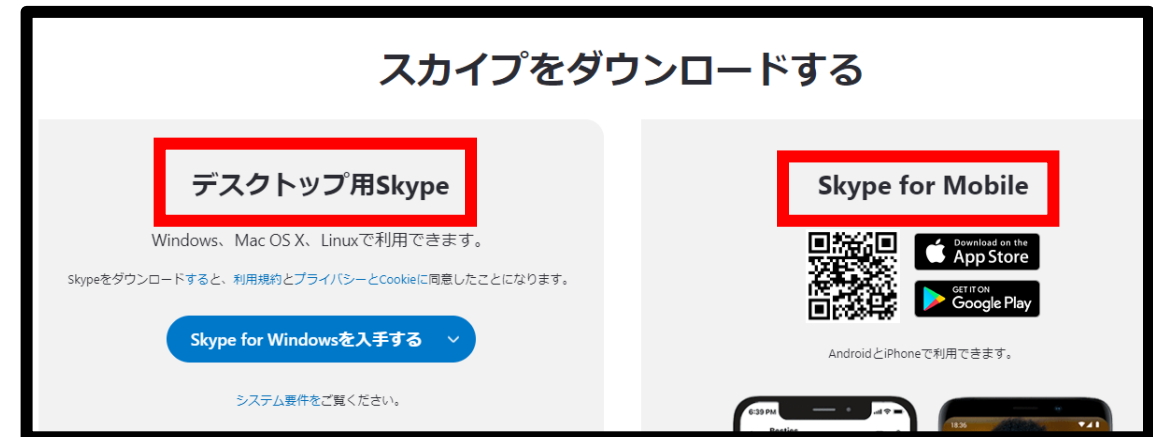 スカイプをダウンロードする
デスクトップ用Skype
Windows、Mac OS X、Linuxで利用できます。
Skypeをダウンロードすると、利用規約とプライバシーとCookieに同意したことになります。
Skype for Windowsを入手する
システム要件をご覧ください。
Skype for Mobile
Download on the
App Store
GET IT ON
Google Play
AndroidとiPhoneで利用できます。
6:39 PM
18:36